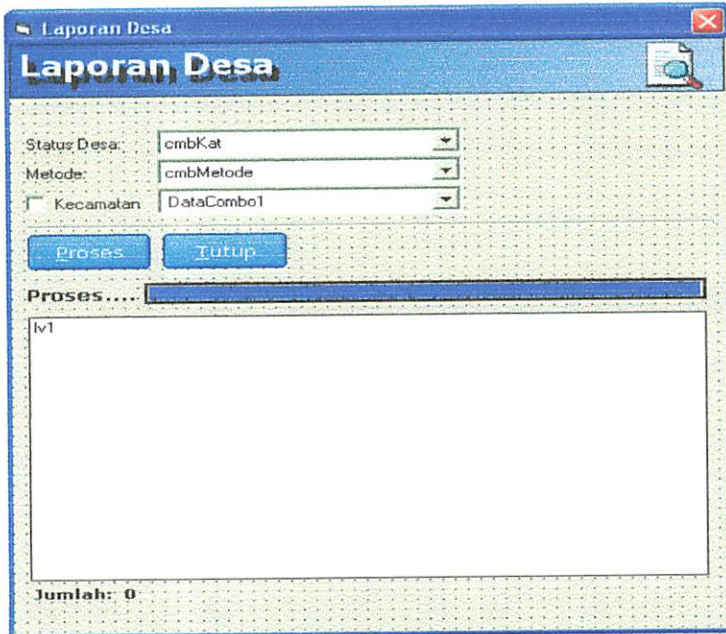 Laporan Desa
Laporan Desa
Status Desa: cmbKat
Metode: cmbMetode
Kecamatan DataCombo1
Proses Tutup
Proses....
lv1
Jumlah: 0